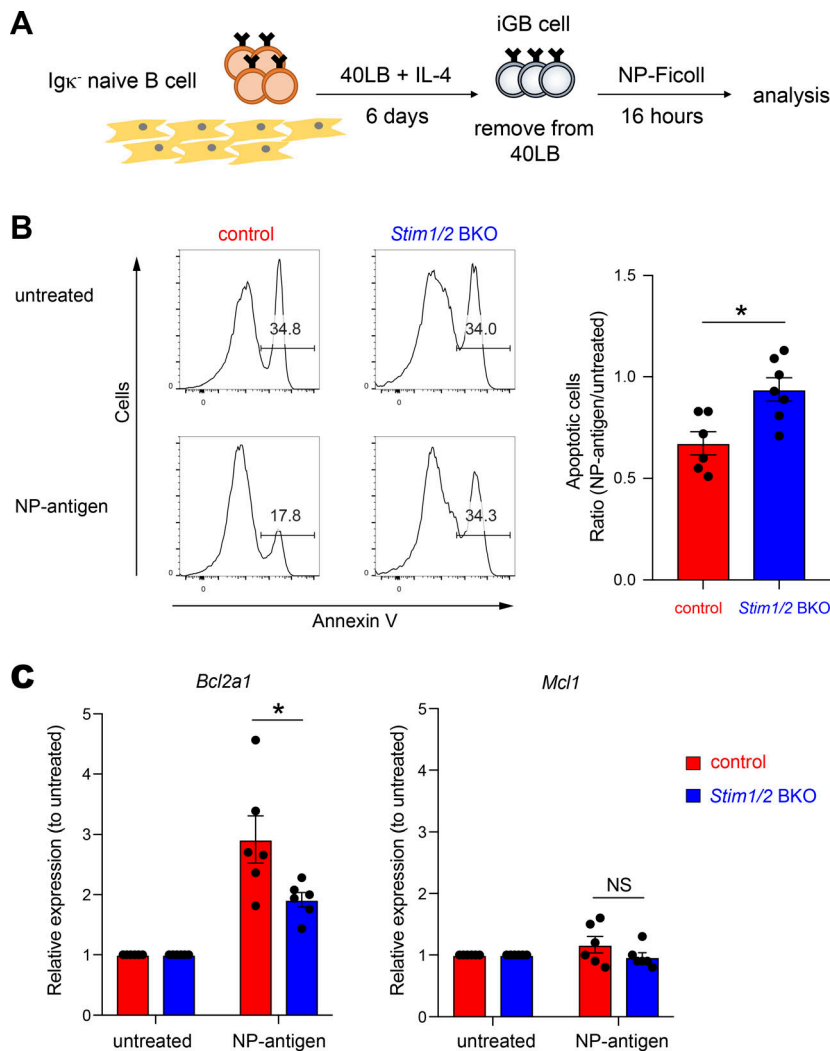 A
Igκ⁻ naive B cell
40LB + IL-4
6 days
iGB cell
remove from
40LB
NP-Ficoll
16 hours
analysis
B
control
Stim1/2 BKO
untreated
34.8
34.0
0
0
Cells
NP-antigen
17.8
34.3
0
0
Annexin V
Apoptotic cells
Ratio (NP-antigen/untreated)
1.5
1.0
0.5
0.0
*
control
Stim1/2 BKO
C
Bcl2a1
Relative expression (to untreated)
5
4
3
2
1
0
*
untreated
NP-antigen
Mcl1
Relative expression (to untreated)
5
4
3
2
1
0
NS
untreated
NP-antigen
control
Stim1/2 BKO